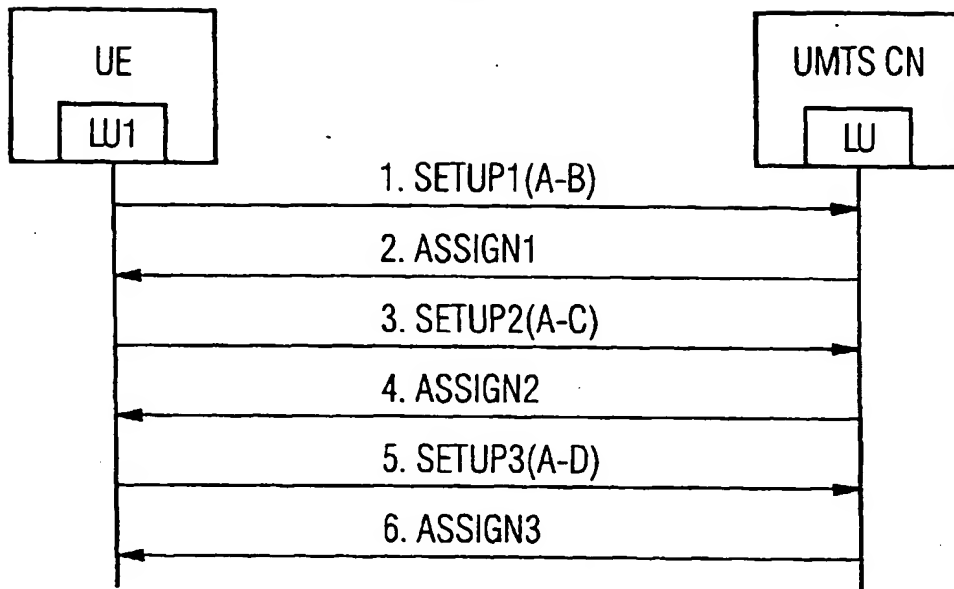 UE
UMTS CN
LU1
LU
1. SETUP1(A-B)
2. ASSIGN1
3. SETUP2(A-C)
4. ASSIGN2
5. SETUP3(A-D)
6. ASSIGN3